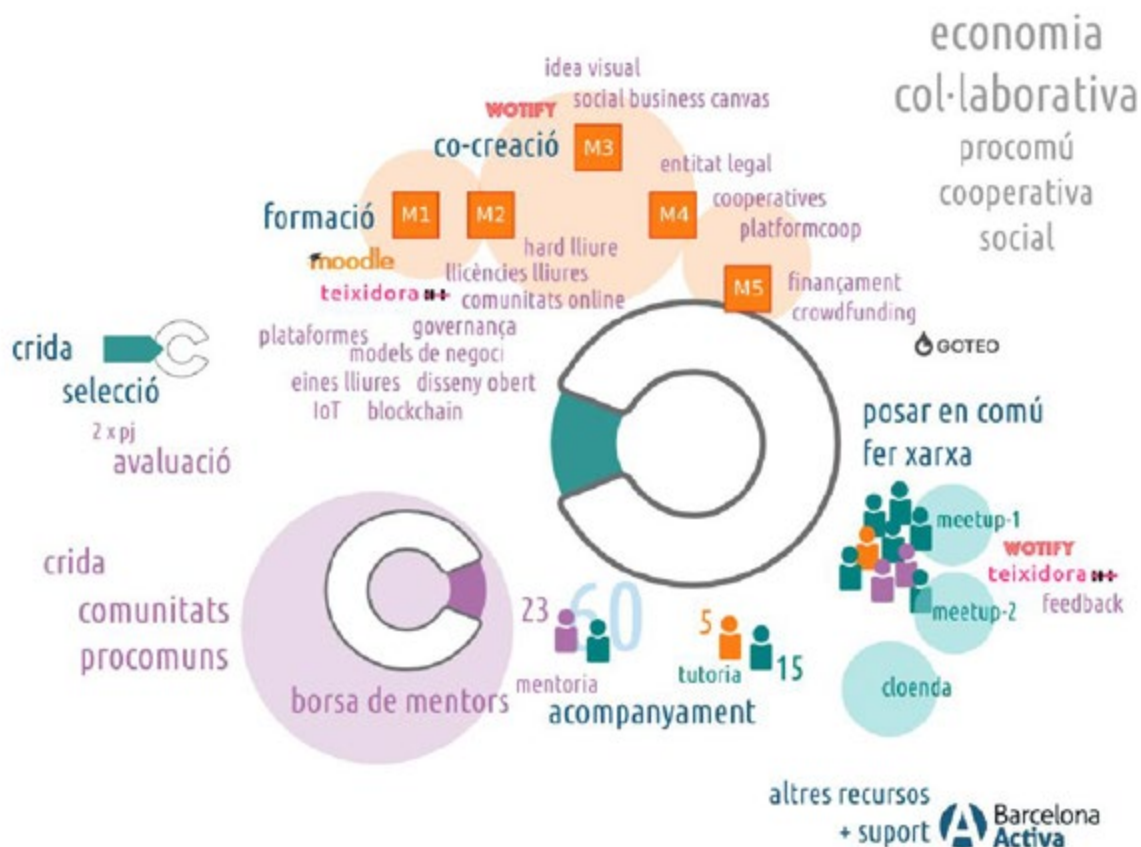 economia
col·laborativa
procomú
cooperativa
social
idea visual
WOTIFY social business canvas
co-creació M3
entitat legal
formació M1 M2 M4 cooperatives
platformcoop
moodle hard lliure
llicències lliures M5 finançament
teixidora comunitats online crowdfunding
plataformes governança
models de negoci
GOTEO
crida
eines lliures disseny obert
selecció
IoT blockchain
2 x pj
avaluació
posar en comú
fer xarxa
meetup-1
WOTIFY
teixidora
meetup-2 feedback
crida
comunitats
procomuns
23 60 5
mentoria tutoria 15
borsa de mentors acompanyament
cloenda
altres recursos
+ suport
Barcelona
Activa